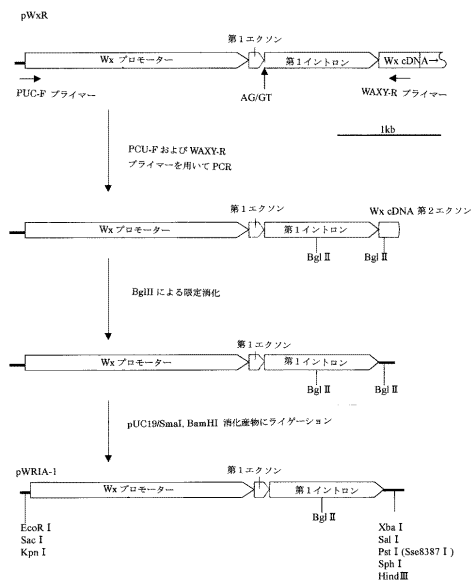 pWxR
第1エクソン
Wx プロモーター
第1イントロン
Wx cDNA→
PUC-F プライマー
AG/GT
WAXY-R プライマー
1kb
PCU-F および WAXY-R
プライマーを用いて PCR
第1エクソン
Wx cDNA 第2エクソン
Wx プロモーター
第1イントロン
Bgl Ⅱ
Bgl Ⅱ
BglII による限定消化
第1エクソン
Wx プロモーター
第1イントロン
Bgl Ⅱ
Bgl Ⅱ
pUC19/SmaI, BamHI 消化産物にライゲーション
pWRIA-1
第1エクソン
Wx プロモーター
第1イントロン
Bgl Ⅱ
EcoR Ⅰ
Sac Ⅰ
Kpn Ⅰ
Xba Ⅰ
Sal Ⅰ
Pst Ⅰ (Sse8387 Ⅰ)
Sph Ⅰ
Hind Ⅲ